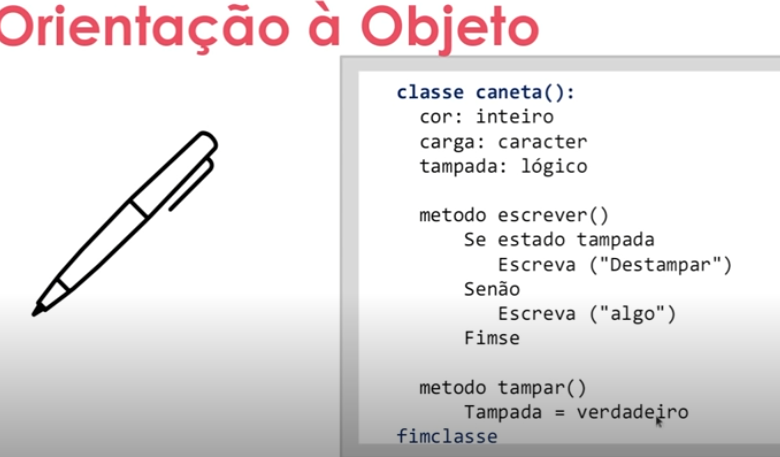 Orientação à Objeto
classe caneta():
cor: inteiro
carga: caracter
tampada: lógico
metodo escrever()
Se estado tampada
Escreva ("Destampar")
Senão
Escreva ("algo")
Fimse
metodo tampar()
Tampada = verdadeiro
fimclasse